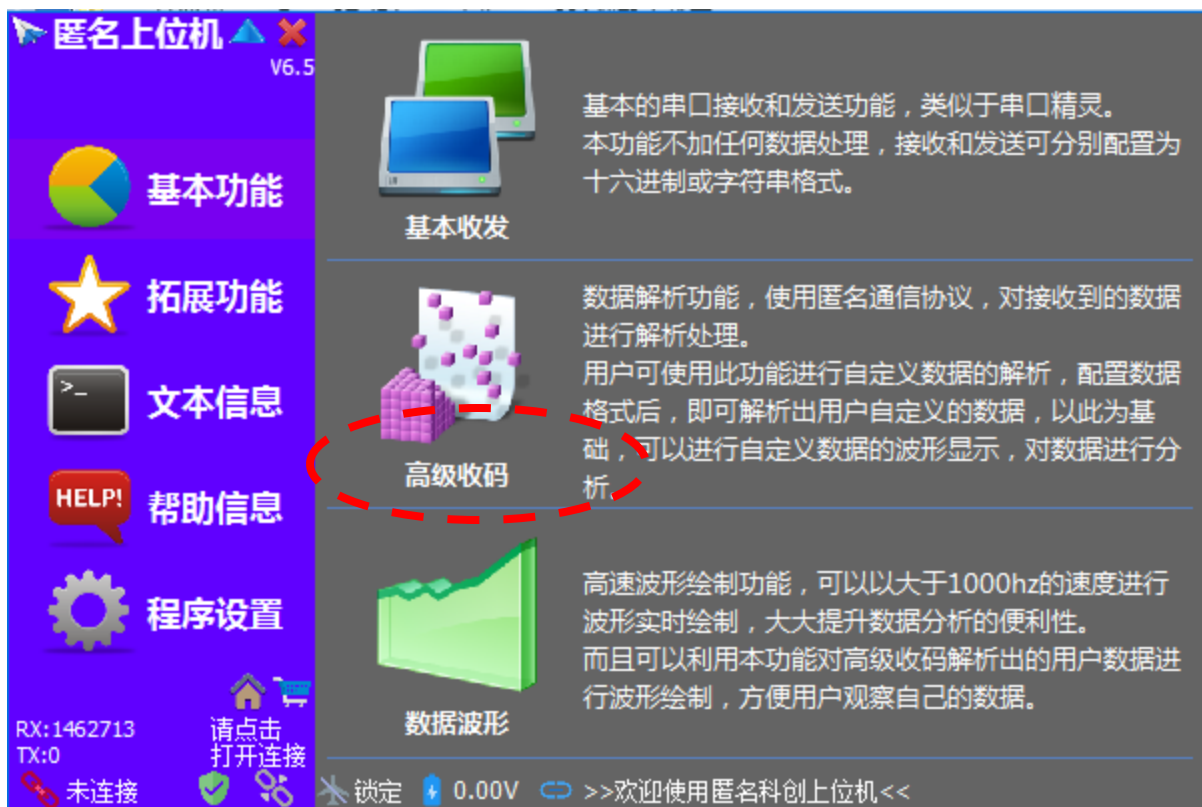 匿名上位机
V6.5
基本功能
拓展功能
>_
文本信息
HELP!
帮助信息
程序设置
RX:1462713
TX:0
请点击
打开连接
未连接
基本收发
基本的串口接收和发送功能，类似于串口精灵。
本功能不加任何数据处理，接收和发送可分别配置为
十六进制或字符串格式。
高级收码
数据解析功能，使用匿名通信协议，对接收到的数据
进行解析处理。
用户可使用此功能进行自定义数据的解析，配置数据
格式后，即可解析出用户自定义的数据，以此为基
础，可以进行自定义数据的波形显示，对数据进行分
析。
数据波形
高速波形绘制功能，可以以大于1000hz的速度进行
波形实时绘制，大大提升数据分析的便利性。
而且可以利用本功能对高级收码解析出的用户数据进
行波形绘制，方便用户观察自己的数据。
锁定
0.00V
>>欢迎使用匿名科创上位机<<